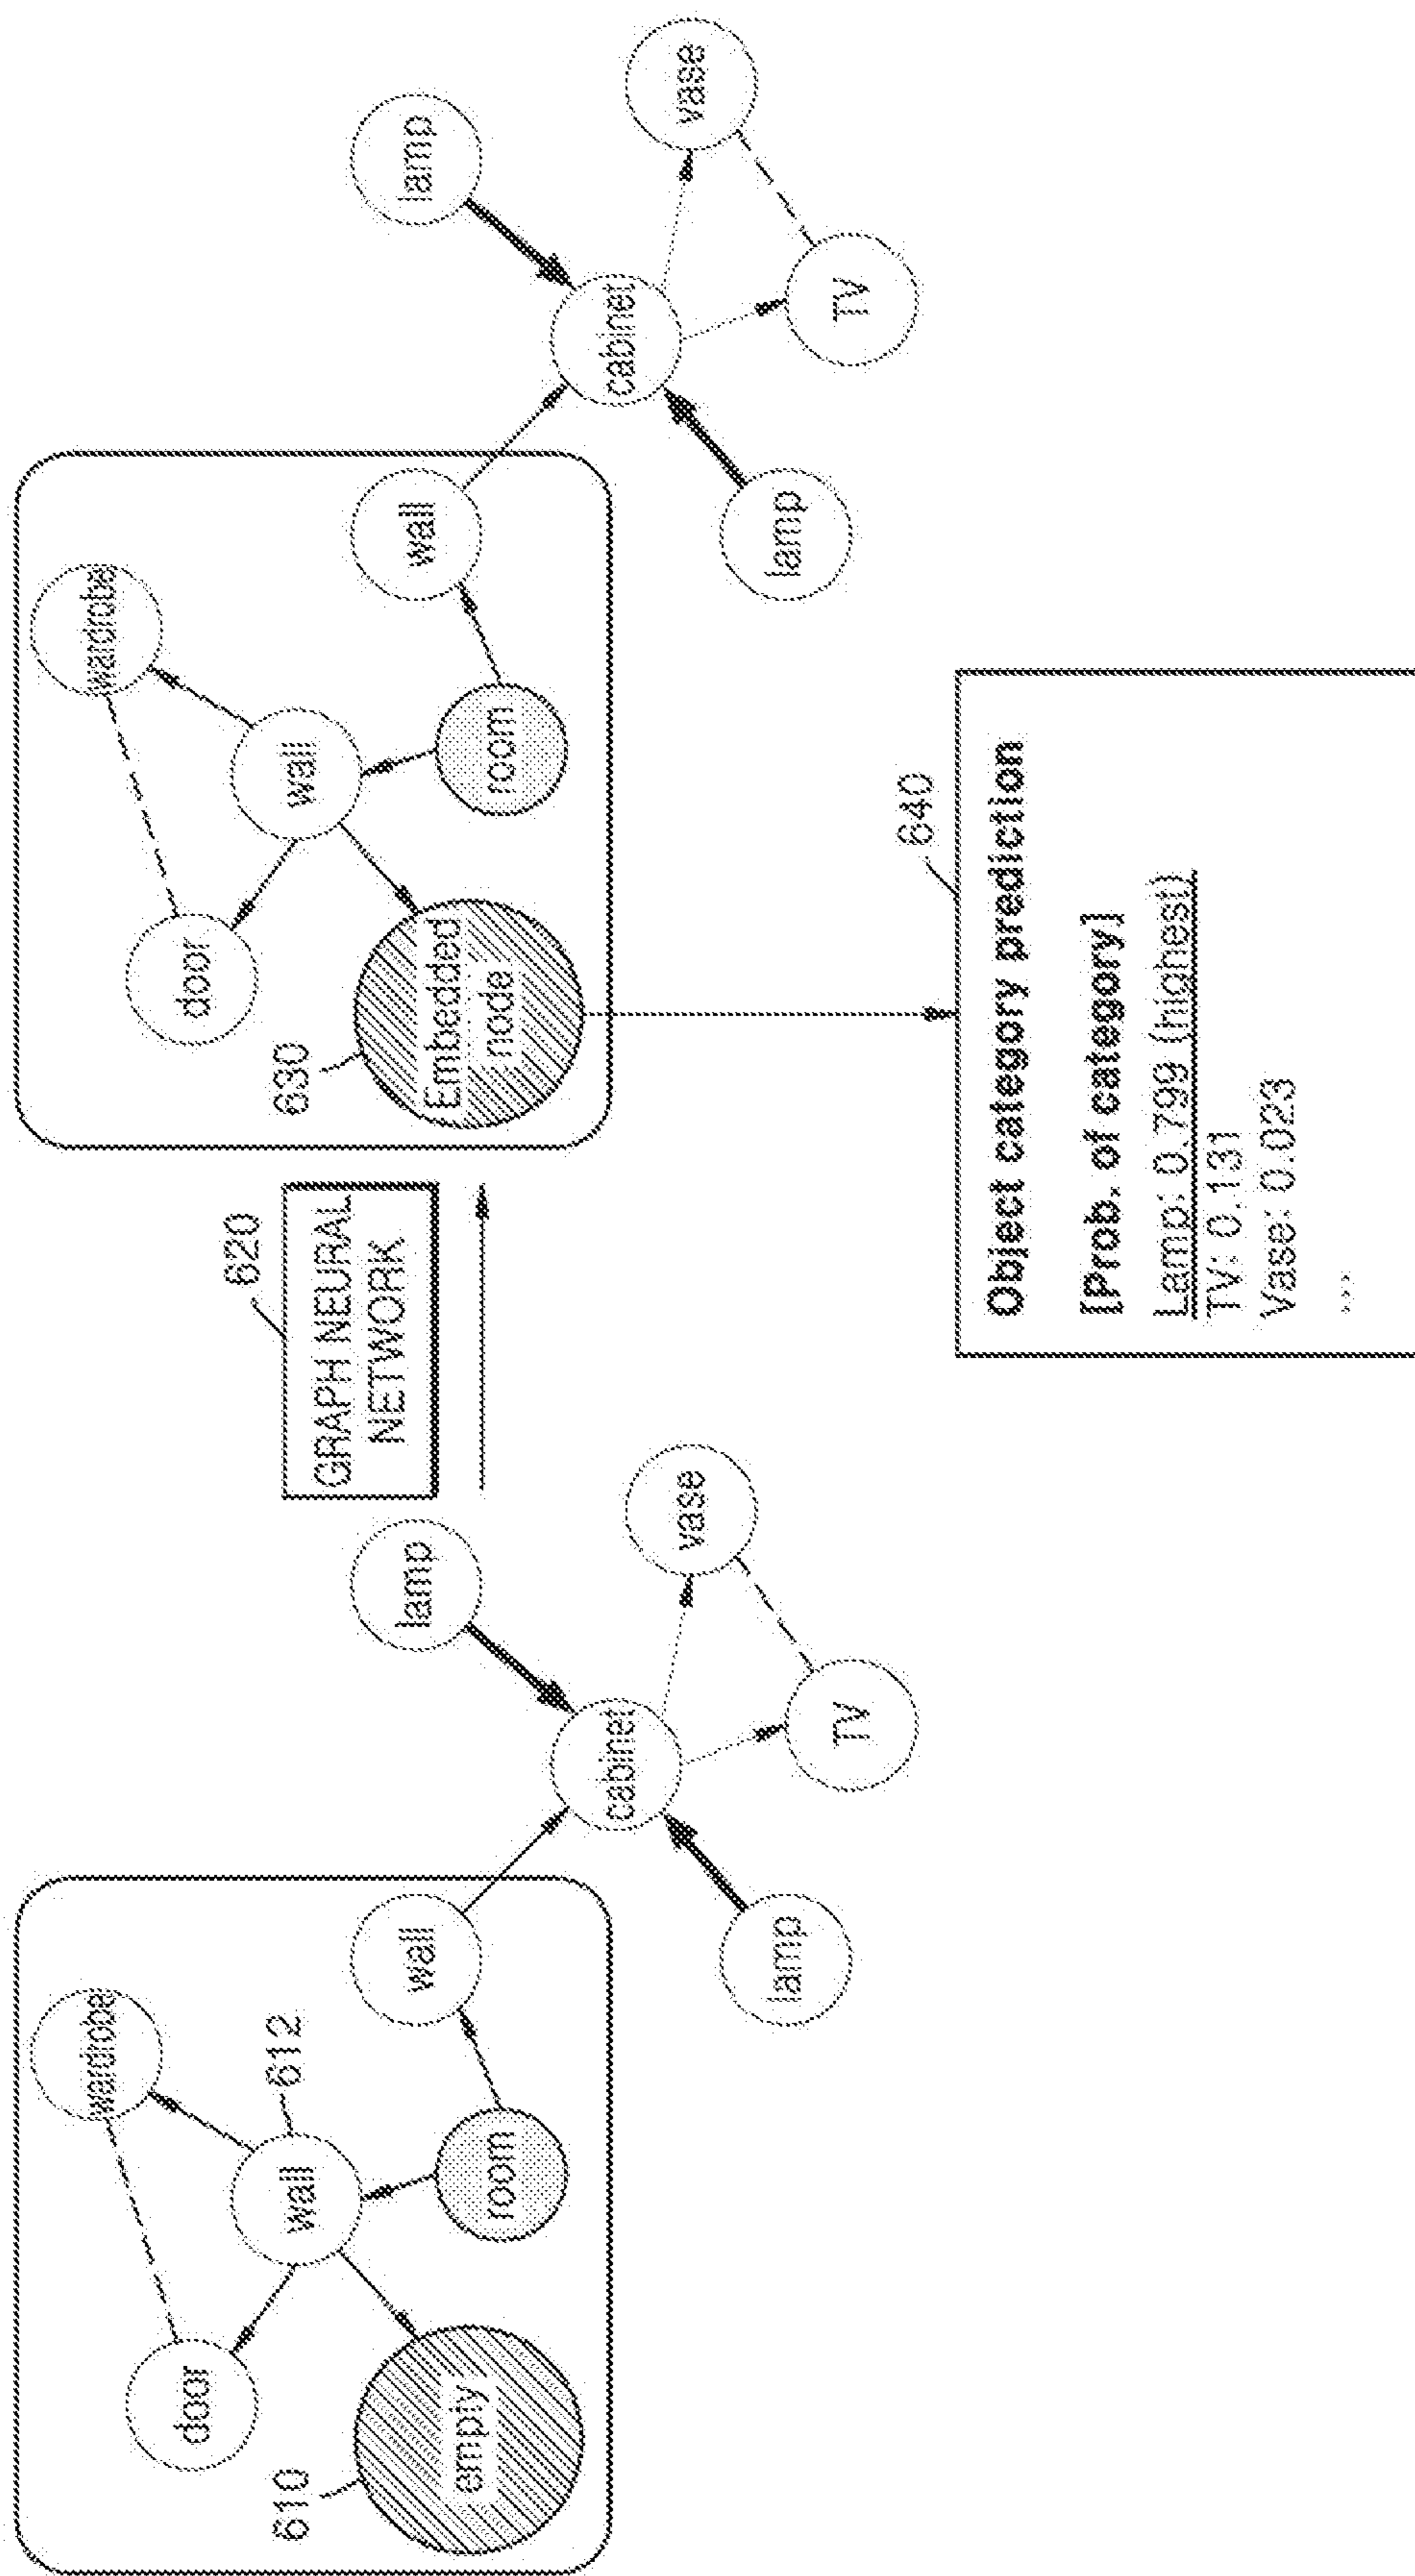 610
empty
door
wall
612
wardrobe
room
wall
cabinet
lamp
lamp
TV
vase
620
GRAPH NEURAL
NETWORK
630
Embedded
node
door
wall
wardrobe
room
wall
cabinet
lamp
lamp
TV
vase
640
Object category prediction
[Prob. of category]
Lamp: 0.799 (highest)
TV: 0.131
Vase: 0.023
...